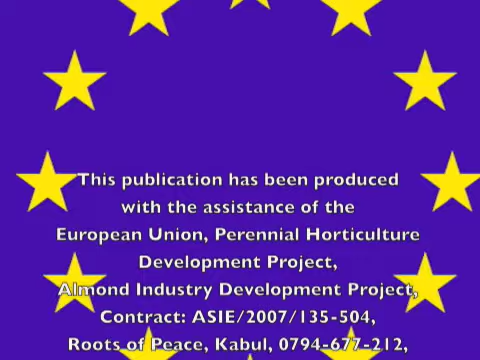 This publication has been produced
with the assistance of the
European Union, Perennial Horticulture
Development Project,
Almond Industry Development Project,
Contract: ASIE/2007/135-504,
Roots of Peace, Kabul, 0794-677-212,